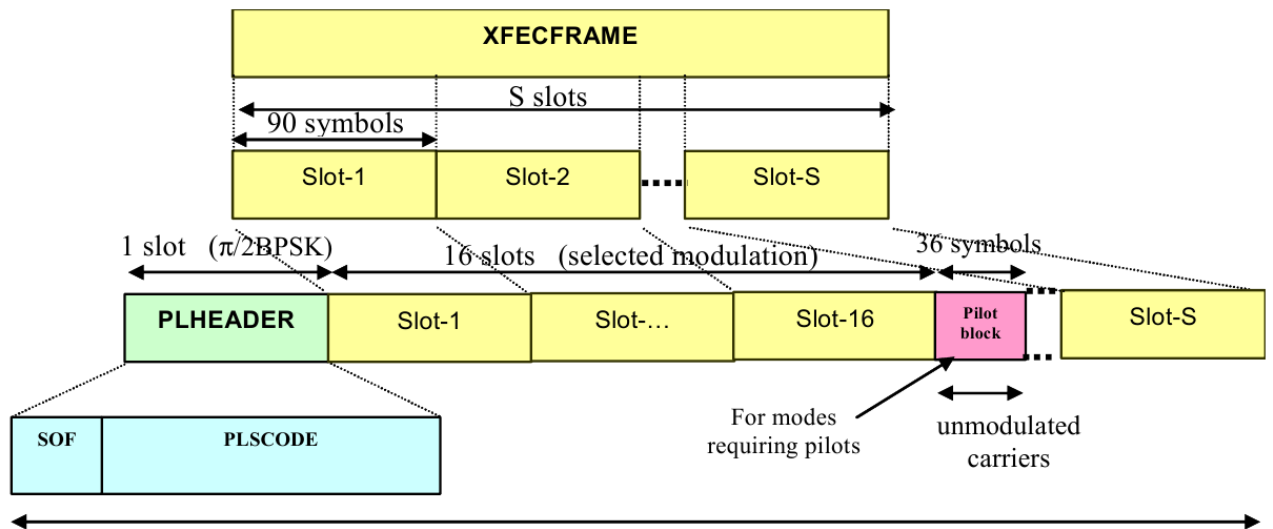 XFECFRAME
S slots
90 symbols
Slot-1
Slot-2
Slot-S
1 slot (π/2BPSK)
16 slots (selected modulation)
36 symbols
PLHEADER
Slot-1
Slot-...
Slot-16
Pilot
block
Slot-S
SOF
PLSCODE
For modes
requiring pilots
unmodulated
carriers